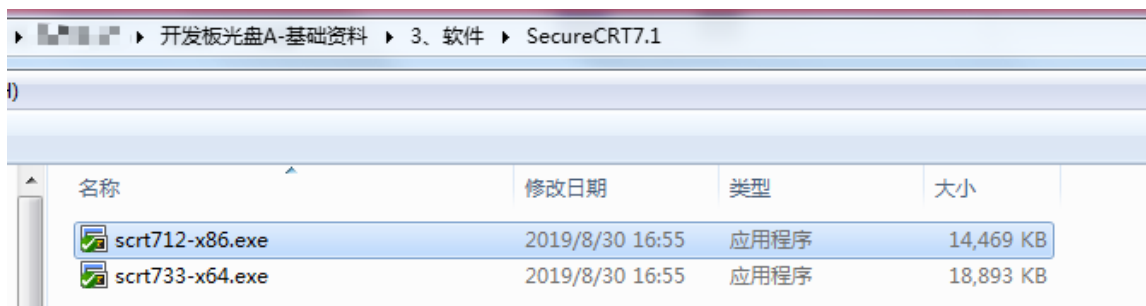 开发板光盘A-基础资料 ▸ 3、软件 ▸ SecureCRT7.1
H)
名称 修改日期 类型 大小
scrt712-x86.exe 2019/8/30 16:55 应用程序 14,469 KB
scrt733-x64.exe 2019/8/30 16:55 应用程序 18,893 KB